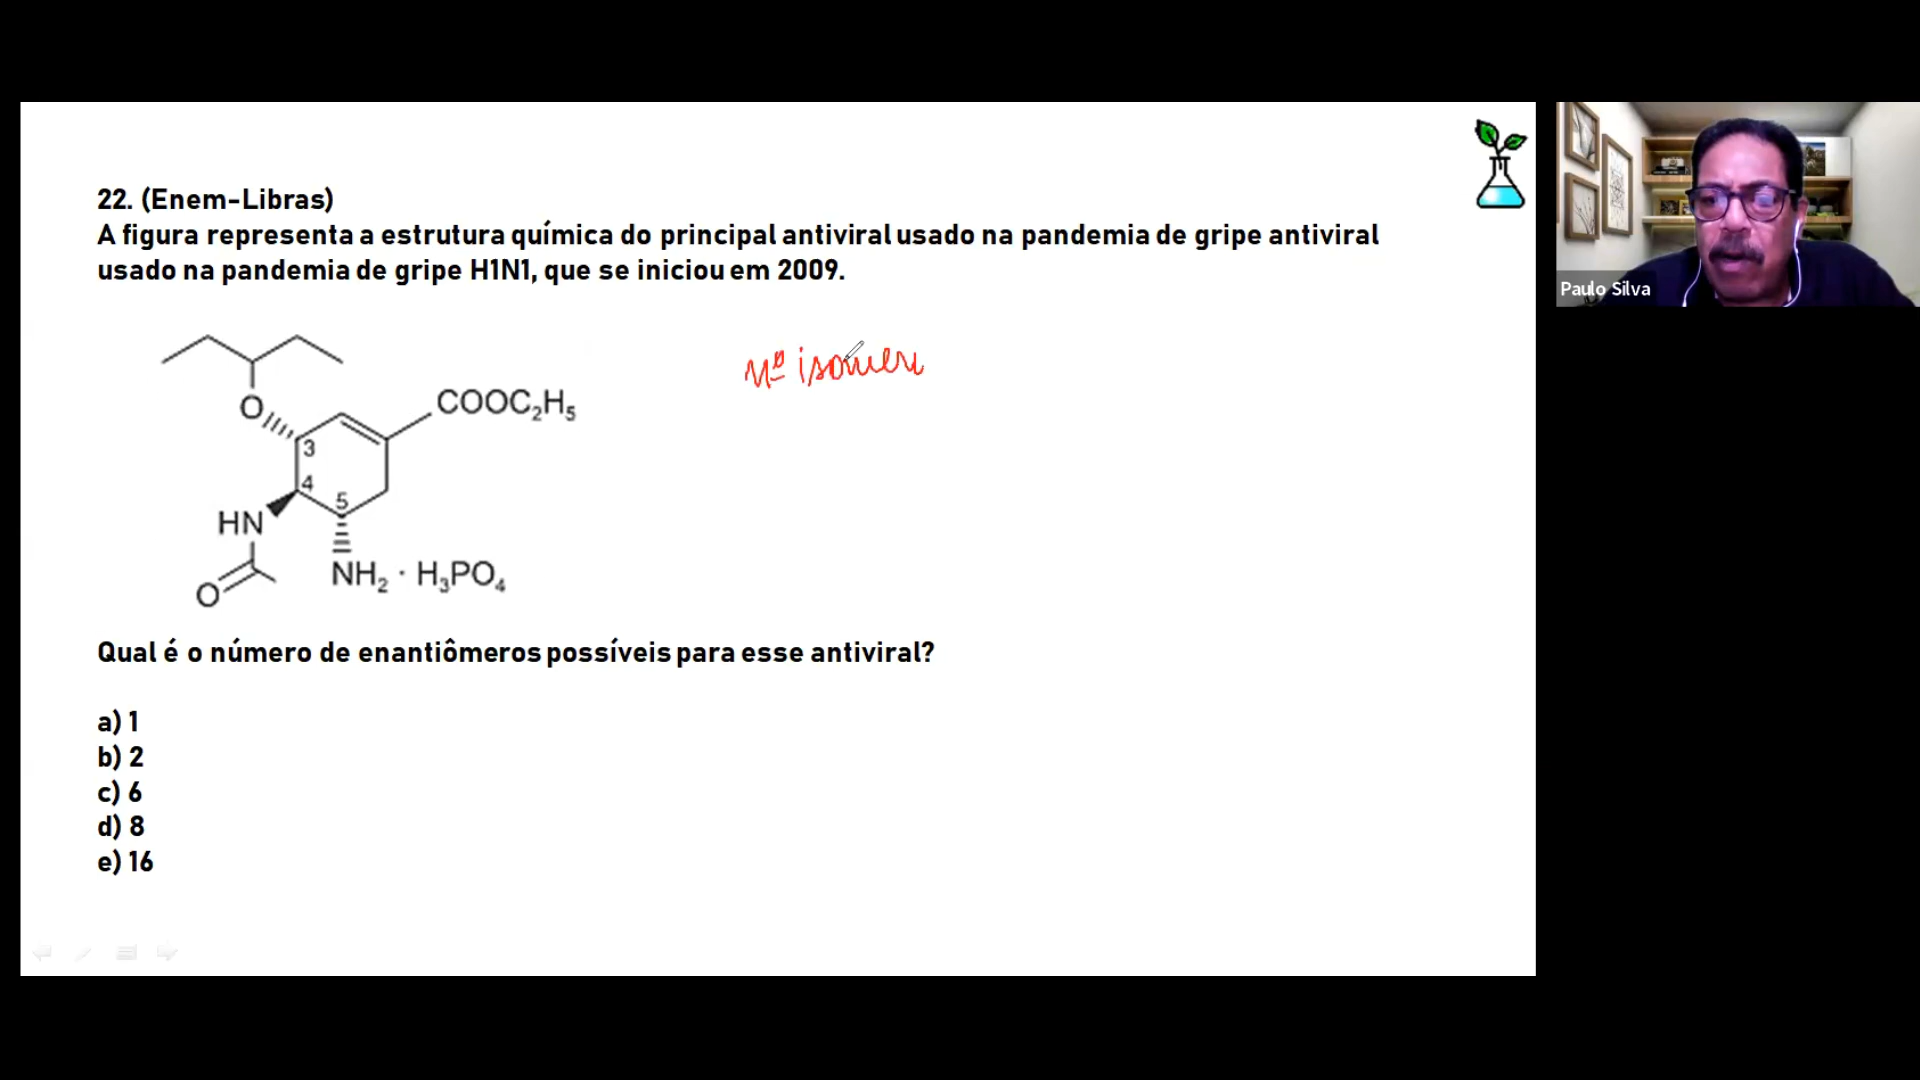 22. (Enem-Libras)
A figura representa a estrutura química do principal antiviral usado na pandemia de gripe antiviral
usado na pandemia de gripe H1N1, que se iniciou em 2009.
Nº isomeri
O
COOC₂H₅
3
4
5
HN
NH₂ · H₃PO₄
O
Qual é o número de enantiômeros possíveis para esse antiviral?
a) 1
b) 2
c) 6
d) 8
e) 16
Paulo Silva